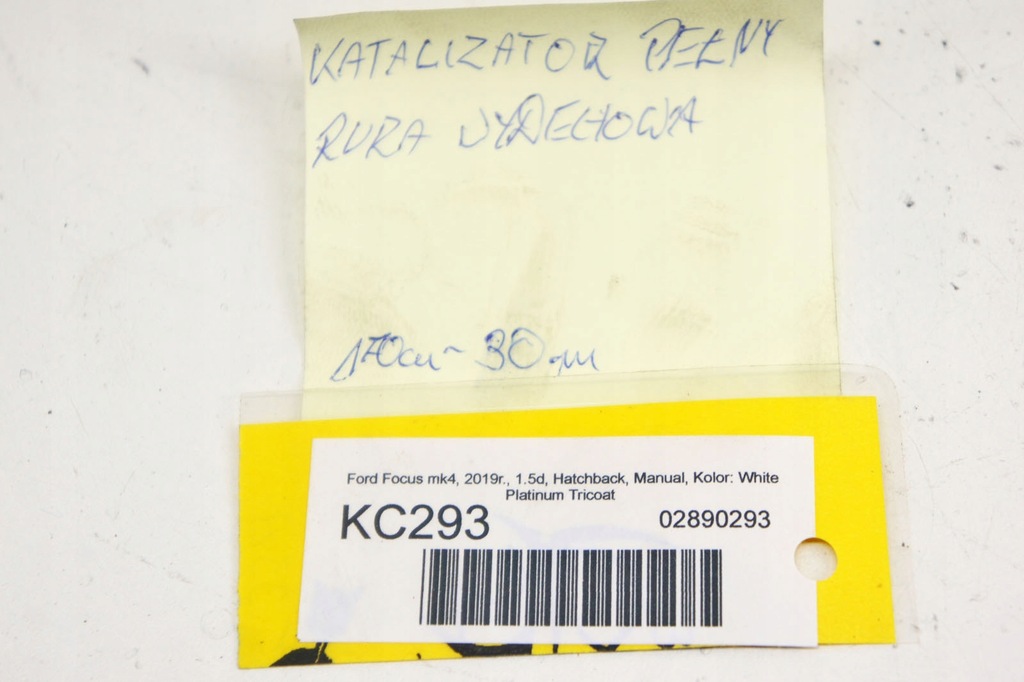 KATALIZATOR PEŁNY
RURA WYDECHOWA
170cm ~ 30cm
Ford Focus mk4, 2019r., 1.5d, Hatchback, Manual, Kolor: White
Platinum Tricoat
KC293 02890293